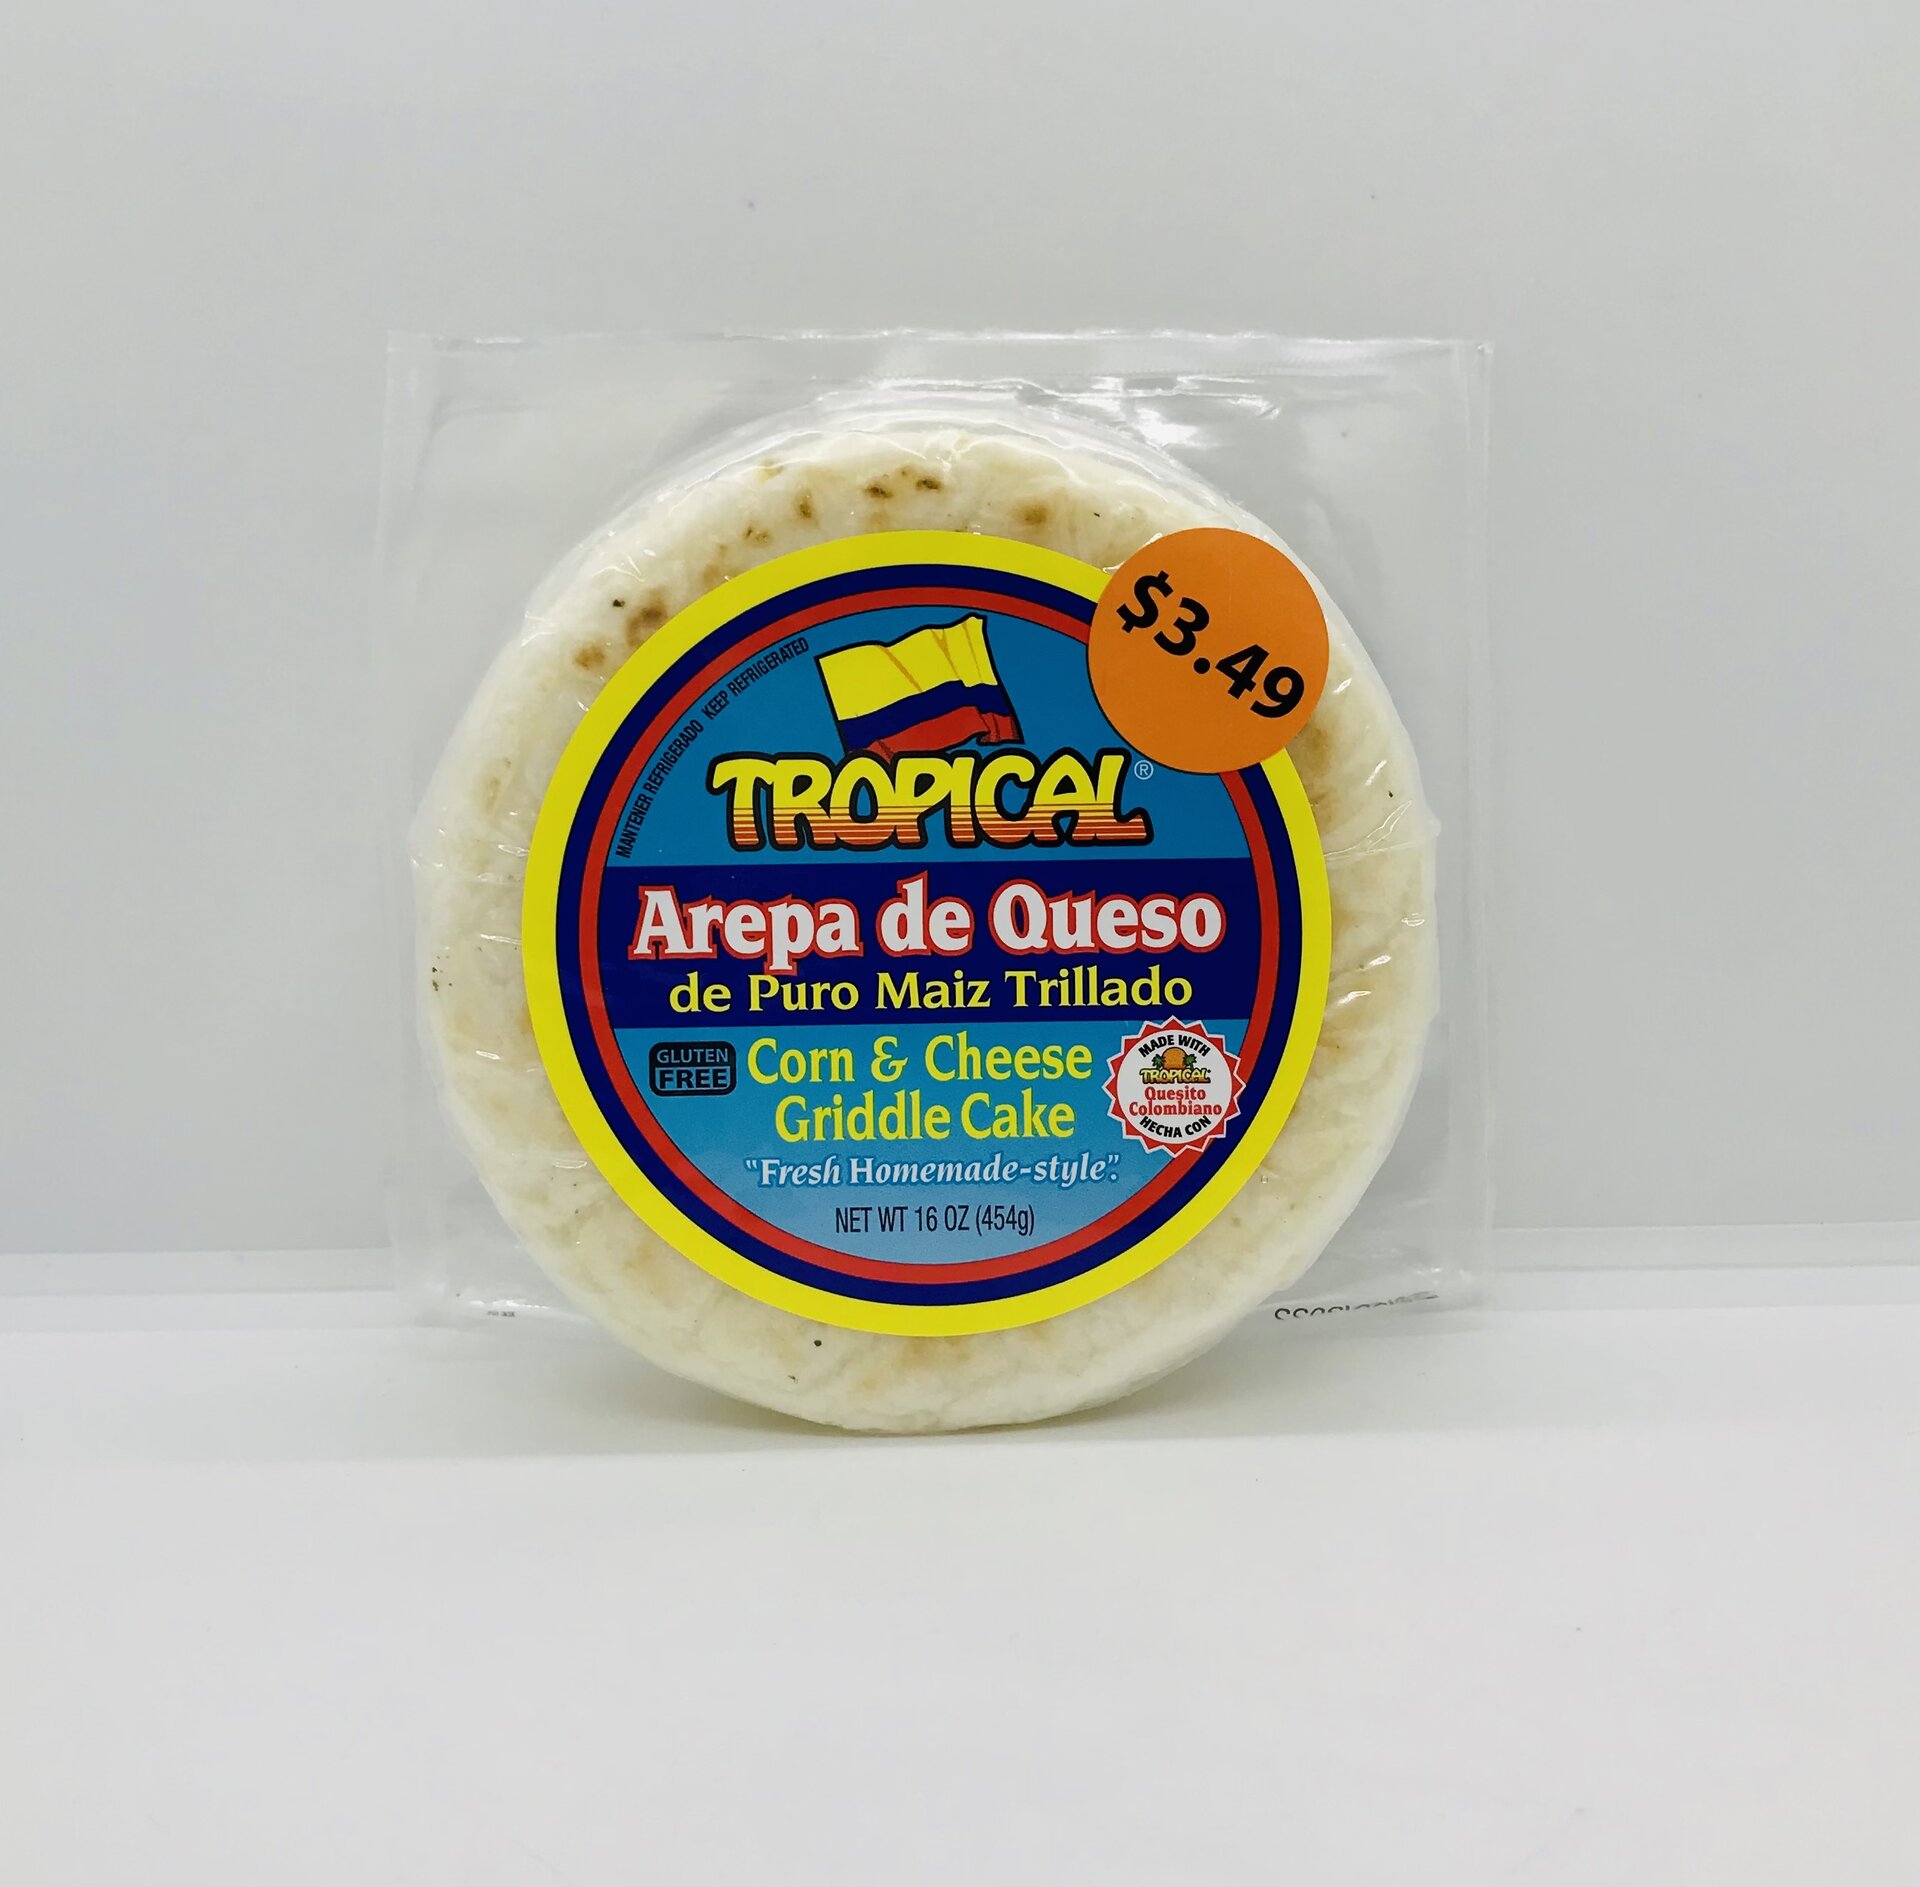 $3.49
MANTENER REFRIGERADO KEEP REFRIGERATED
TROPICAL®
Arepa de Queso
de Puro Maiz Trillado
GLUTEN
FREE
Corn & Cheese
Griddle Cake
MADE WITH
TROPICAL
Quesito
Colombiano
HECHA CON
"Fresh Homemade-style".
NET WT 16 OZ (454g)